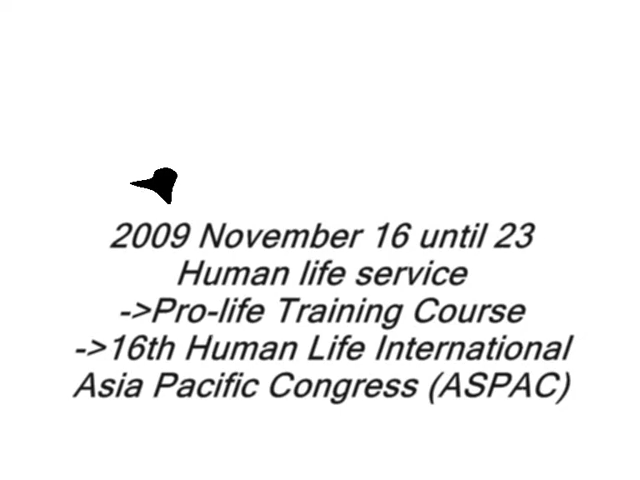 2009 November 16 until 23
Human life service
->Pro-life Training Course
->16th Human Life International
Asia Pacific Congress (ASPAC)